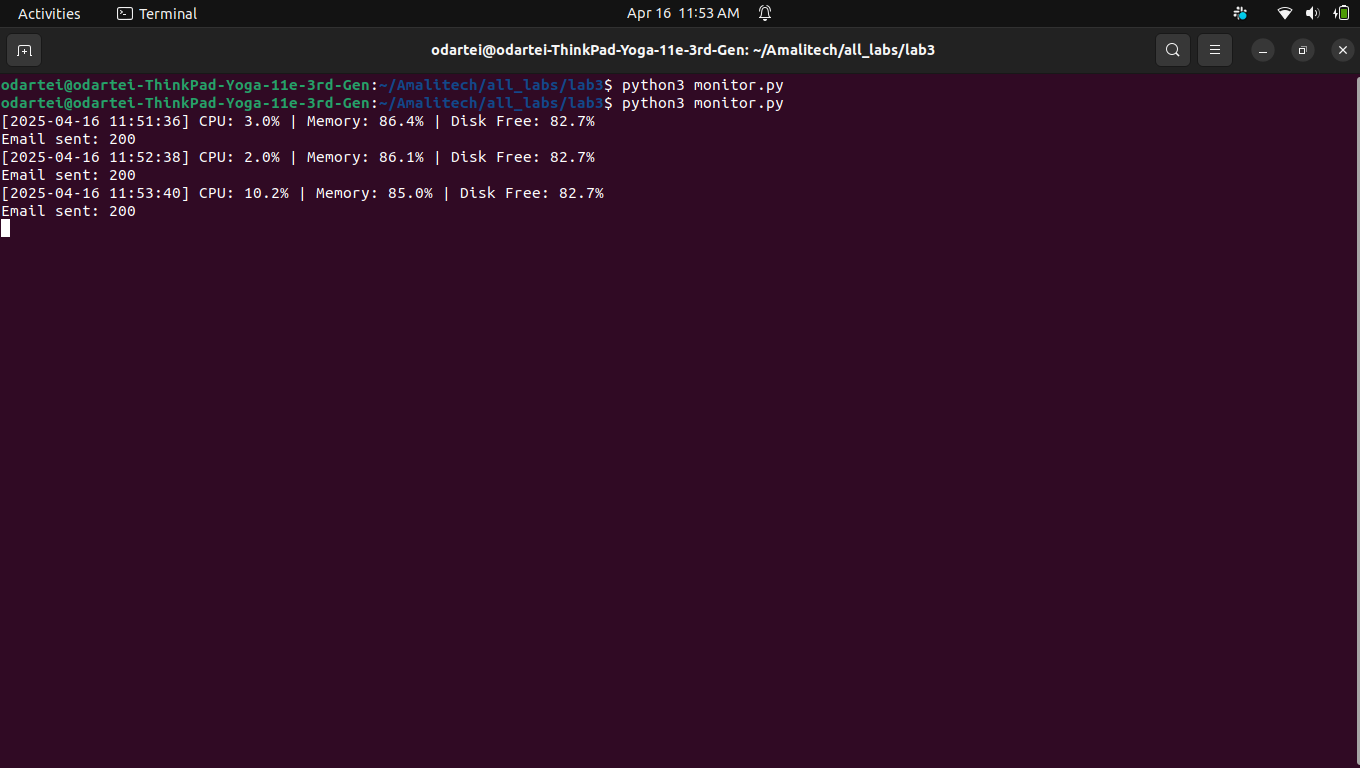 Activities Terminal Apr 16 11:53 AM
odartei@odartei-ThinkPad-Yoga-11e-3rd-Gen: ~/Amalitech/all_labs/lab3
odartei@odartei-ThinkPad-Yoga-11e-3rd-Gen:~/Amalitech/all_labs/lab3$ python3 monitor.py
odartei@odartei-ThinkPad-Yoga-11e-3rd-Gen:~/Amalitech/all_labs/lab3$ python3 monitor.py
[2025-04-16 11:51:36] CPU: 3.0% | Memory: 86.4% | Disk Free: 82.7%
Email sent: 200
[2025-04-16 11:52:38] CPU: 2.0% | Memory: 86.1% | Disk Free: 82.7%
Email sent: 200
[2025-04-16 11:53:40] CPU: 10.2% | Memory: 85.0% | Disk Free: 82.7%
Email sent: 200